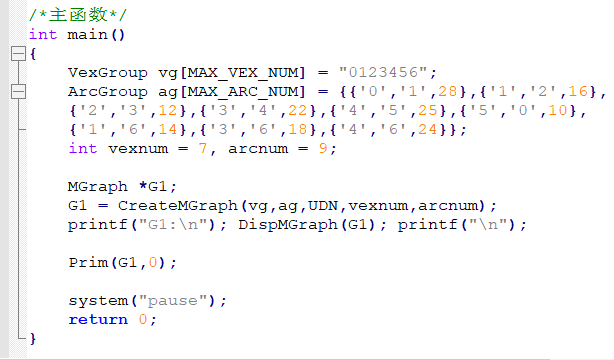 /*主函数*/
int main()
{
VexGroup vg[MAX_VEX_NUM] = "0123456";
ArcGroup ag[MAX_ARC_NUM] = {{'0','1',28},{'1','2',16},
{'2','3',12},{'3','4',22},{'4','5',25},{'5','0',10},
{'1','6',14},{'3','6',18},{'4','6',24}};
int vexnum = 7, arcnum = 9;
MGraph *G1;
G1 = CreateMGraph(vg,ag,UDN,vexnum,arcnum);
printf("G1:\n"); DispMGraph(G1); printf("\n");
Prim(G1,0);
system("pause");
return 0;
}